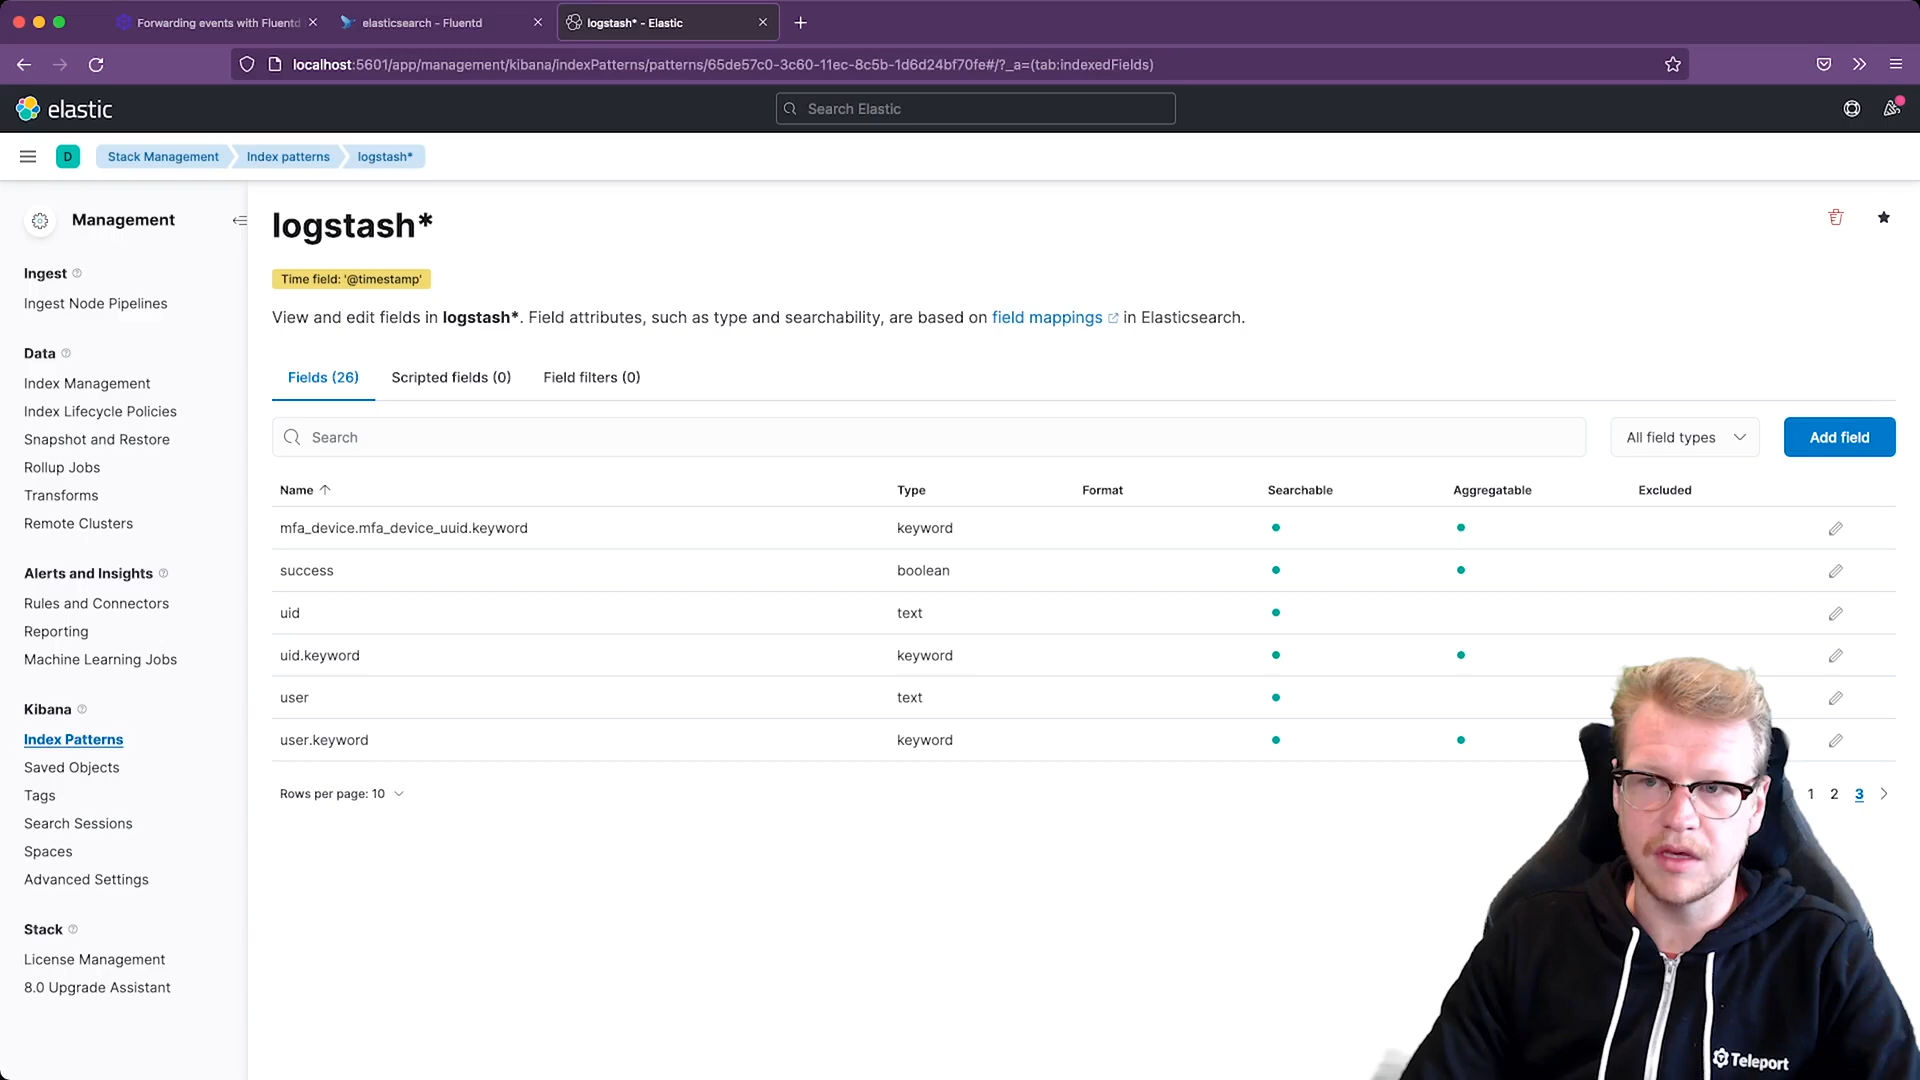 Forwarding events with Fluentd
elasticsearch - Fluentd
logstash* - Elastic
localhost:5601/app/management/kibana/indexPatterns/patterns/65de57c0-3c60-11ec-8c5b-1d6d24bf70fe#/?_a=(tab:indexedFields)
elastic
Search Elastic
D
Stack Management
Index patterns
logstash*
Management
Ingest
Ingest Node Pipelines
Data
Index Management
Index Lifecycle Policies
Snapshot and Restore
Rollup Jobs
Transforms
Remote Clusters
Alerts and Insights
Rules and Connectors
Reporting
Machine Learning Jobs
Kibana
Index Patterns
Saved Objects
Tags
Search Sessions
Spaces
Advanced Settings
Stack
License Management
8.0 Upgrade Assistant
logstash*
Time field: '@timestamp'
View and edit fields in logstash*. Field attributes, such as type and searchability, are based on field mappings in Elasticsearch.
Fields (26) Scripted fields (0) Field filters (0)
Search
All field types
Add field
Name Type Format Searchable Aggregatable Excluded
mfa_device.mfa_device_uuid.keyword keyword
success boolean
uid text
uid.keyword keyword
user text
user.keyword keyword
Rows per page: 10
1 2 3
Teleport